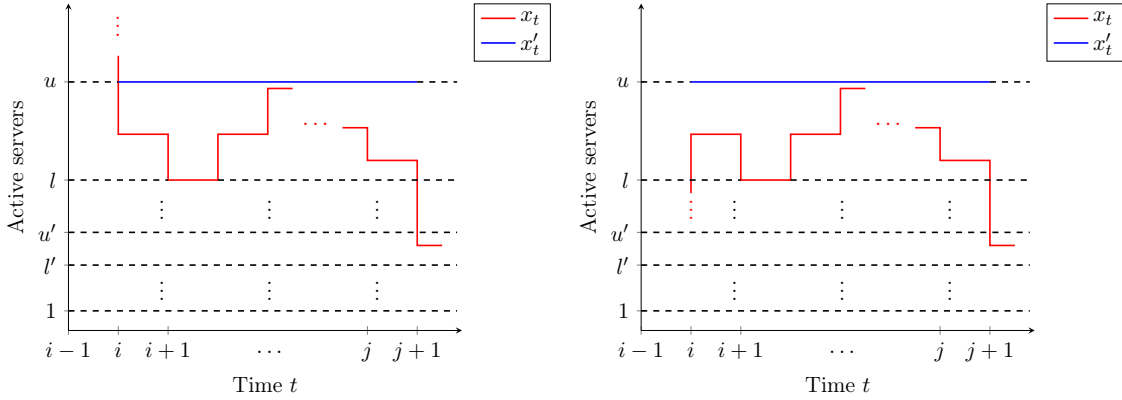 x_t
x'_t
Active servers
u
l
u'
l'
1
i − 1
i
i + 1
⋯
j
j + 1
Time t
x_t
x'_t
Active servers
u
l
u'
l'
1
i − 1
i
i + 1
⋯
j
j + 1
Time t